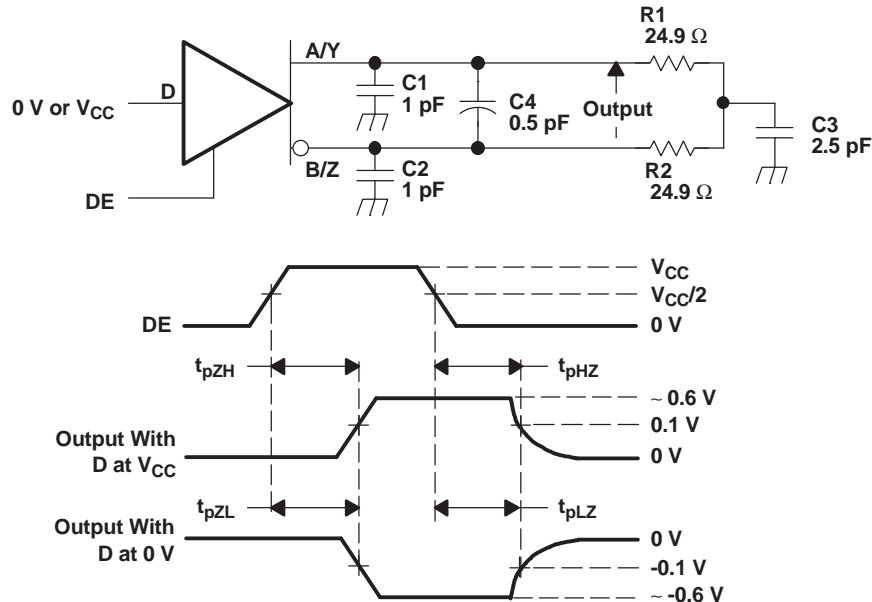 R1
24.9 Ω
A/Y
C1
1 pF
C4
0.5 pF
Output
0 V or VCC
D
C3
2.5 pF
B/Z
C2
1 pF
R2
24.9 Ω
DE
VCC
VCC/2
DE
0 V
tpZH
tpHZ
~ 0.6 V
0.1 V
Output With
D at VCC
0 V
tpZL
tpLZ
Output With
D at 0 V
0 V
-0.1 V
~ -0.6 V